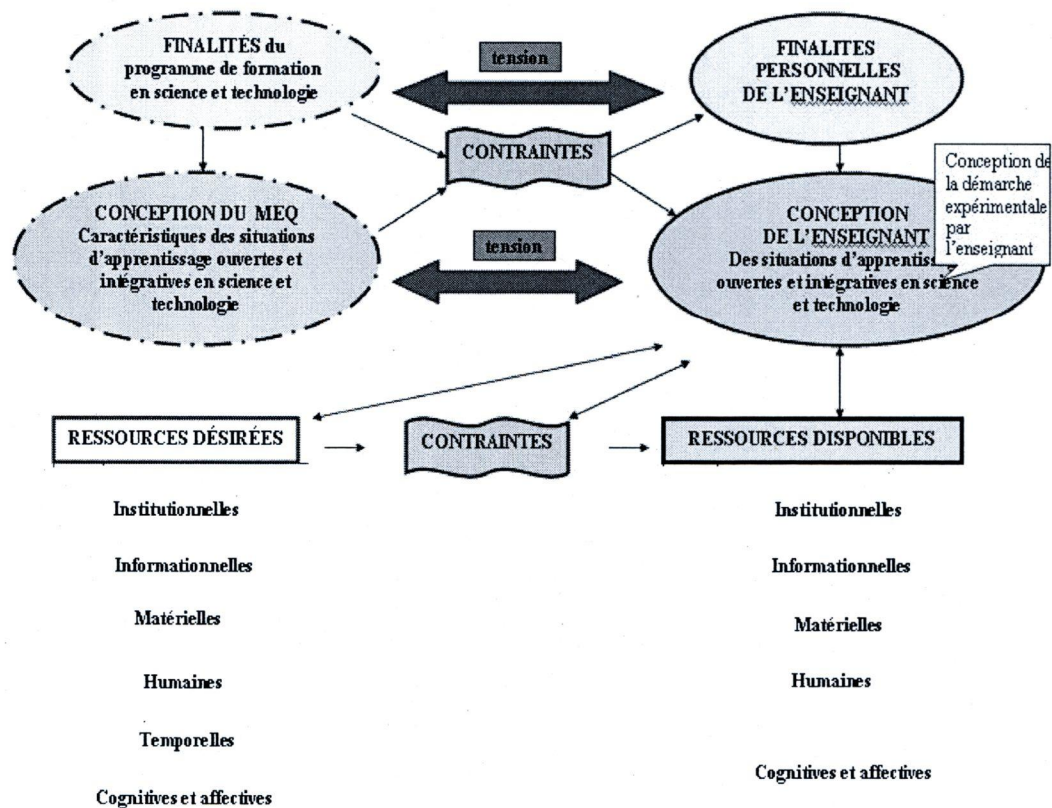 FINALITÉS du
programme de formation
en science et technologie
tension
FINALITES
PERSONNELLES
DE L'ENSEIGNANT
CONTRAINTES
CONCEPTION DU MEQ
Caractéristiques des situations
d'apprentissage ouvertes et
intégratives en science et
technologie
tension
CONCEPTION
DE L'ENSEIGNANT
Des situations d'apprentiss
ouvertes et intégratives en science
et technologie
Conception de
la démarche
expérimentale
par
l'enseignant
RESSOURCES DÉSIRÉES
CONTRAINTES
RESSOURCES DISPONIBLES
Institutionnelles
Informationnelles
Matérielles
Humaines
Temporelles
Cognitives et affectives
Institutionnelles
Informationnelles
Matérielles
Humaines
Cognitives et affectives